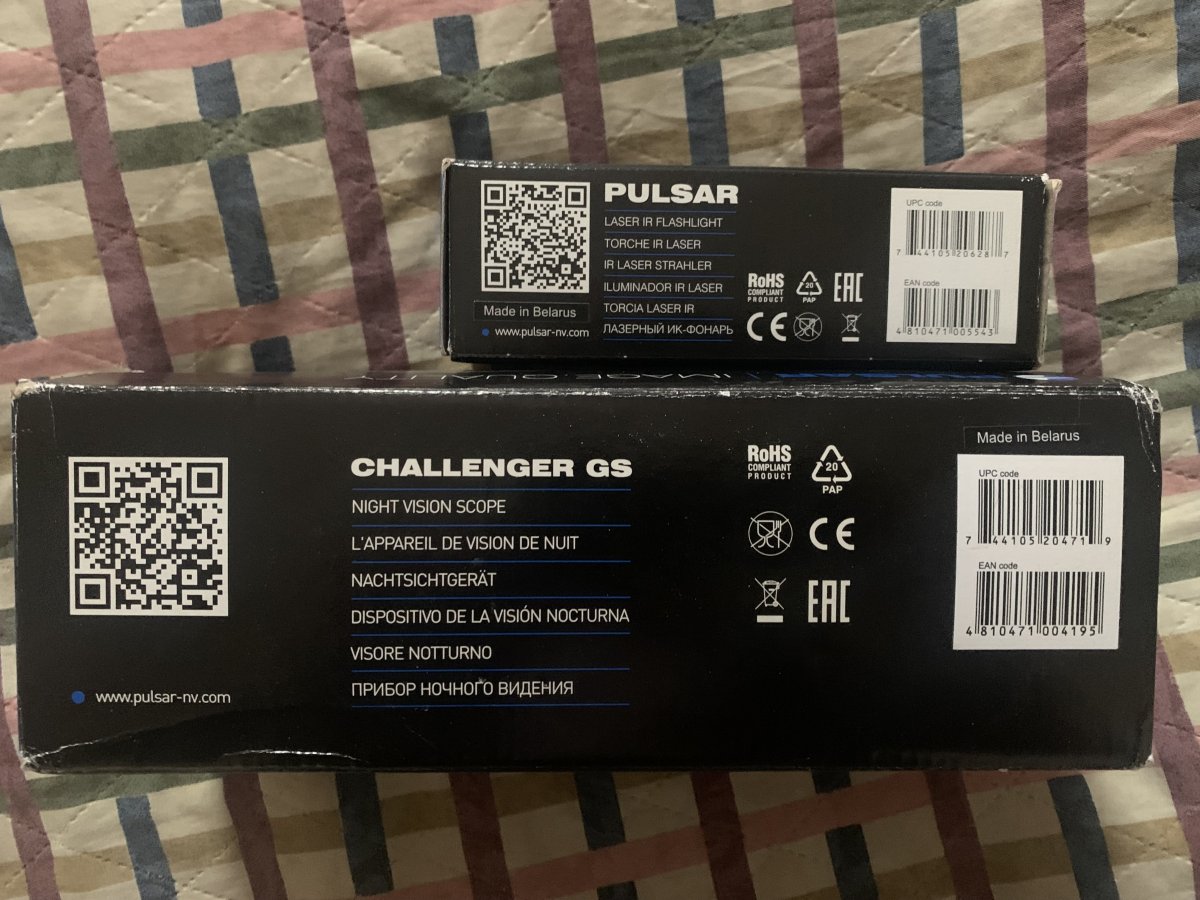 PULSAR
LASER IR FLASHLIGHT
TORCHE IR LASER
IR LASER STRAHLER
ILUMINADOR IR LASER
TORCIA LASER IR
ЛАЗЕРНЫЙ ИК-ФОНАРЬ
Made in Belarus
www.pulsar-nv.com
RoHS
COMPLIANT
PRODUCT
20
PAP
EAC
CE
UPC code
7 44105 20628 7
EAN code
4 810471 005543
IMAGE QUALITY
CHALLENGER GS
NIGHT VISION SCOPE
L'APPAREIL DE VISION DE NUIT
NACHTSICHTGERÄT
DISPOSITIVO DE LA VISIÓN NOCTURNA
VISORE NOTTURNO
ПРИБОР НОЧНОГО ВИДЕНИЯ
www.pulsar-nv.com
RoHS
COMPLIANT
PRODUCT
20
PAP
CE
EAC
Made in Belarus
UPC code
7 44105 20471 9
EAN code
4 810471 004195